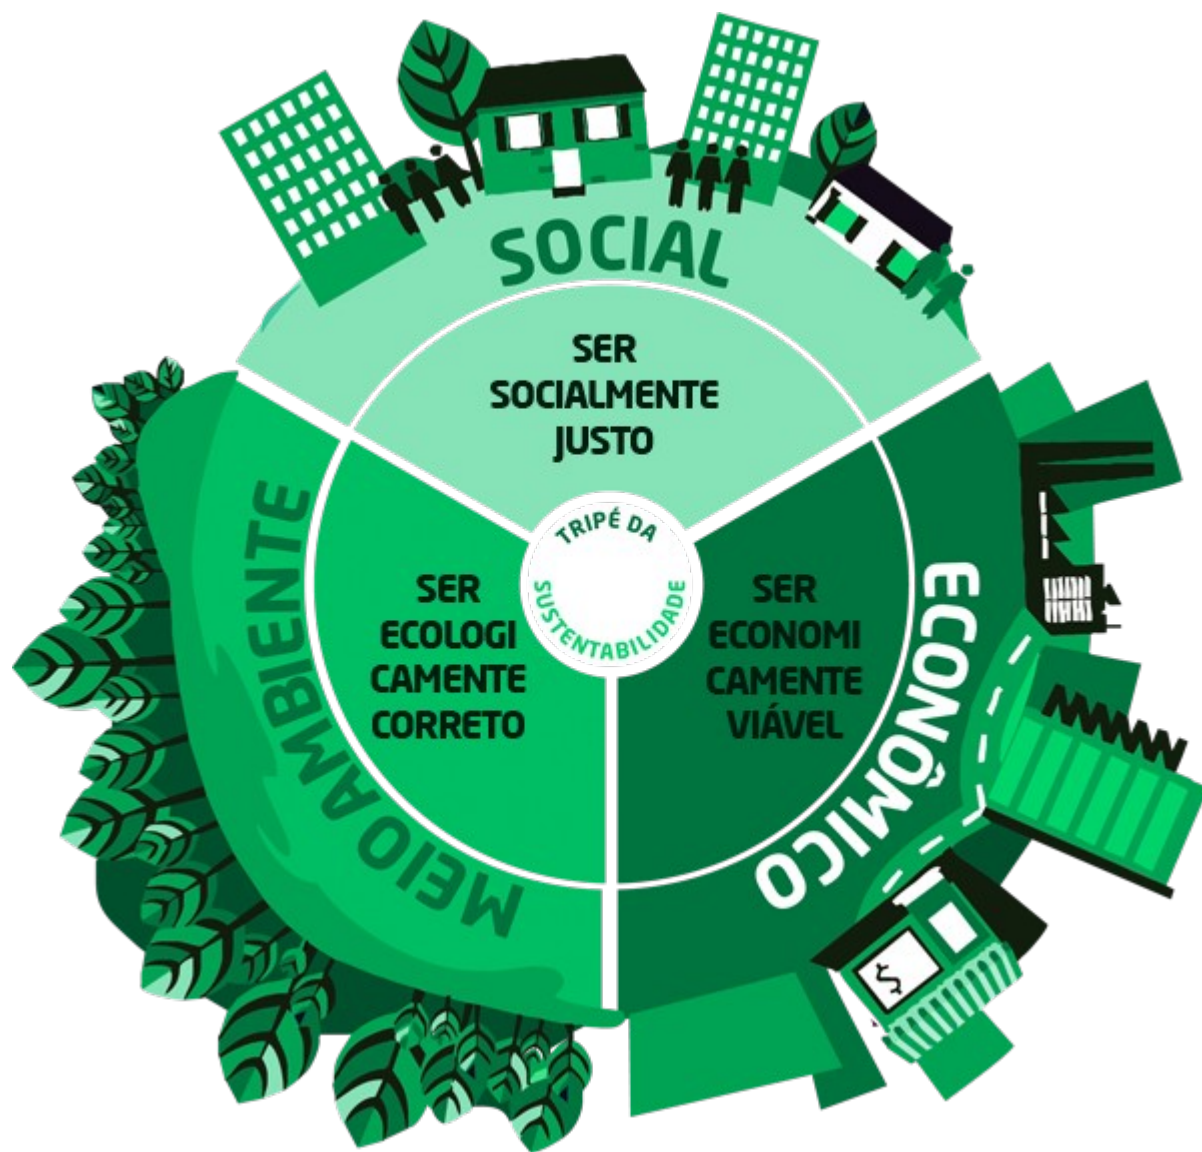 SOCIAL
SER
SOCIALMENTE
JUSTO
TRIPÉ DA
SUSTENTABILIDADE
MEIO AMBIENTE
SER
ECOLOGI
CAMENTE
CORRETO
ECONÔMICO
SER
ECONOMI
CAMENTE
VIÁVEL
$